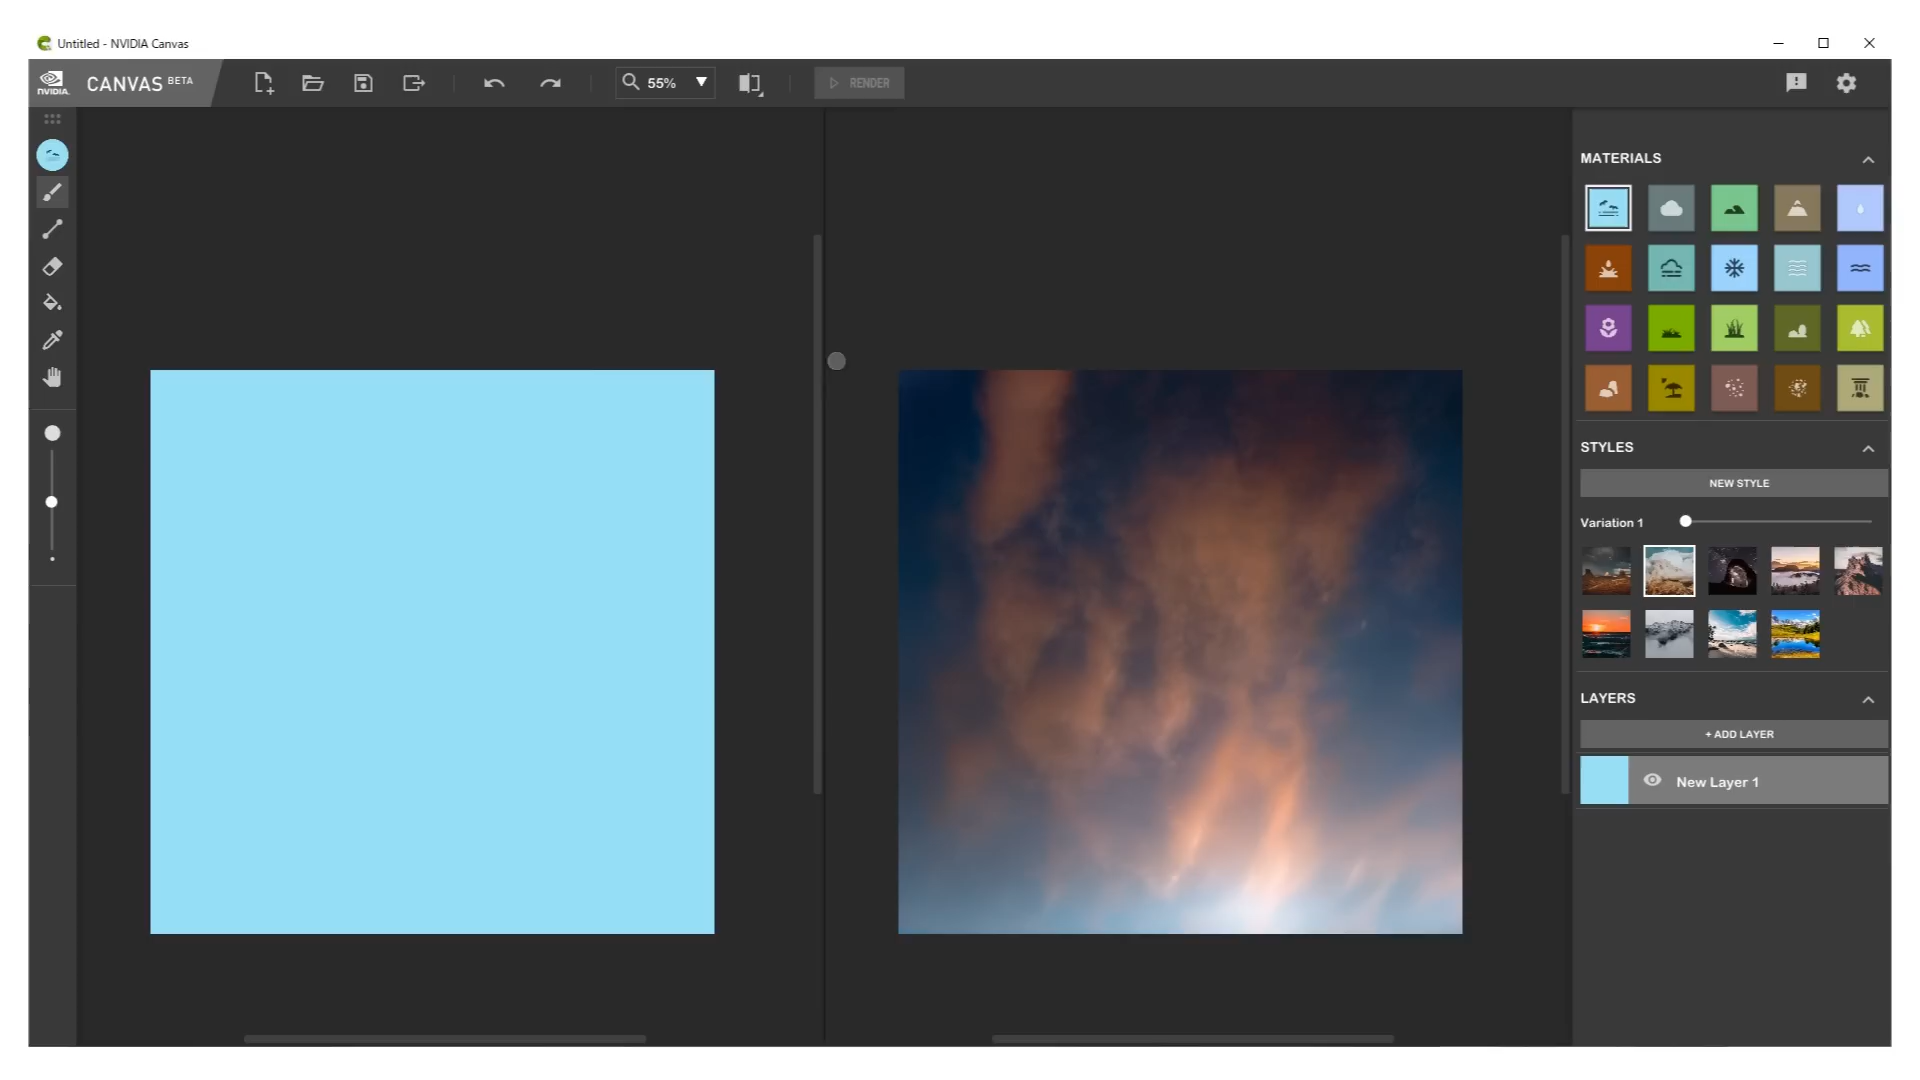 Untitled - NVIDIA Canvas
NVIDIA.
CANVAS BETA
55%
RENDER
MATERIALS
STYLES
NEW STYLE
Variation 1
LAYERS
+ ADD LAYER
New Layer 1